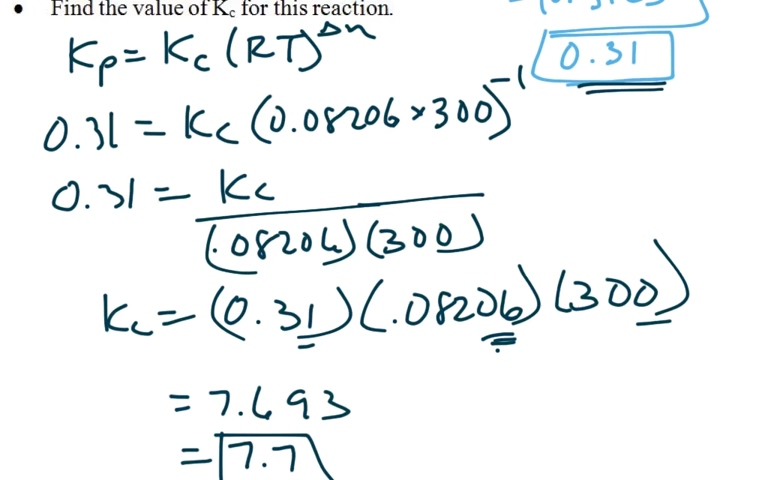 • Find the value of Kc for this reaction.
Kp = Kc (RT)^Δn
0.31
0.31 = Kc (0.08206 × 300)^-1
0.31 = Kc / (.08206)(300)
Kc = (0.31)(.08206)(300)
= 7.693
= 7.7